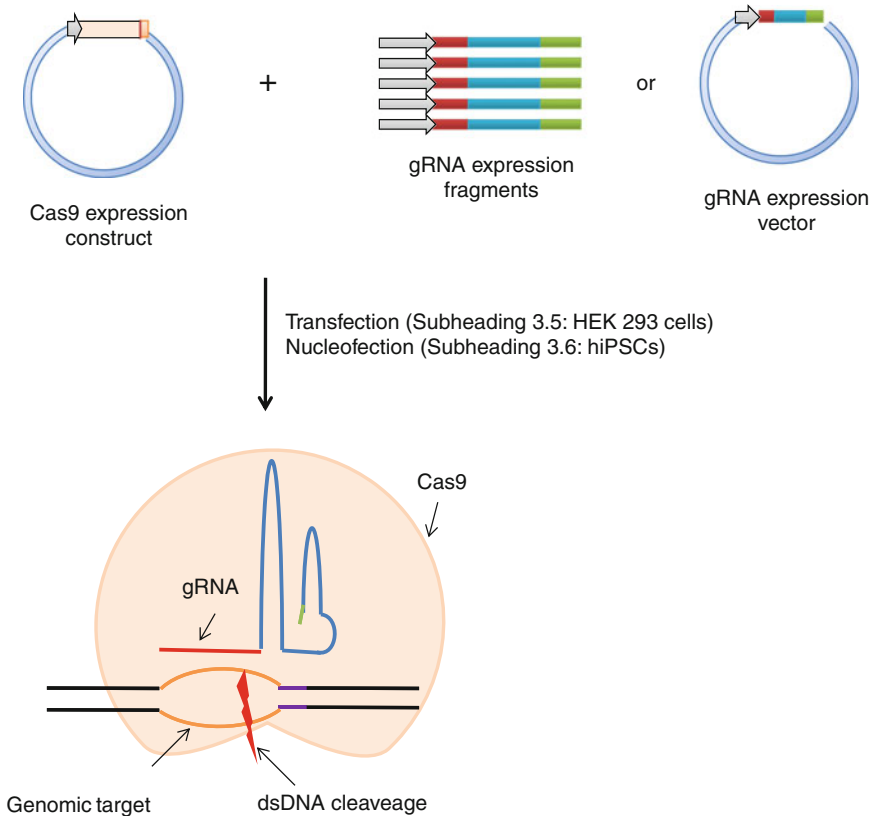 +
or
Cas9 expression
construct
gRNA expression
fragments
gRNA expression
vector
Transfection (Subheading 3.5: HEK 293 cells)
Nucleofection (Subheading 3.6: hiPSCs)
Cas9
gRNA
Genomic target
dsDNA cleaveage